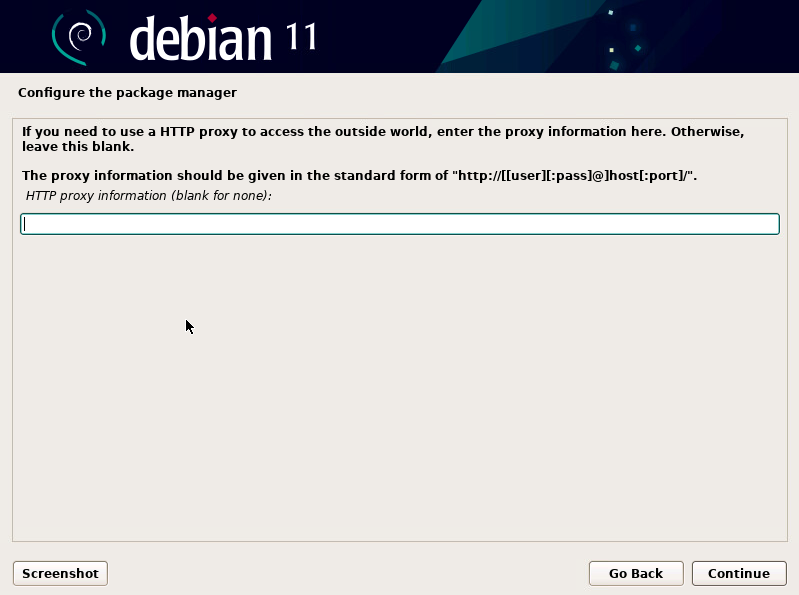 debian 11
Configure the package manager
If you need to use a HTTP proxy to access the outside world, enter the proxy information here. Otherwise,
leave this blank.
The proxy information should be given in the standard form of "http://[[user][:pass]@]host[:port]/".
HTTP proxy information (blank for none):
Screenshot
Go Back
Continue